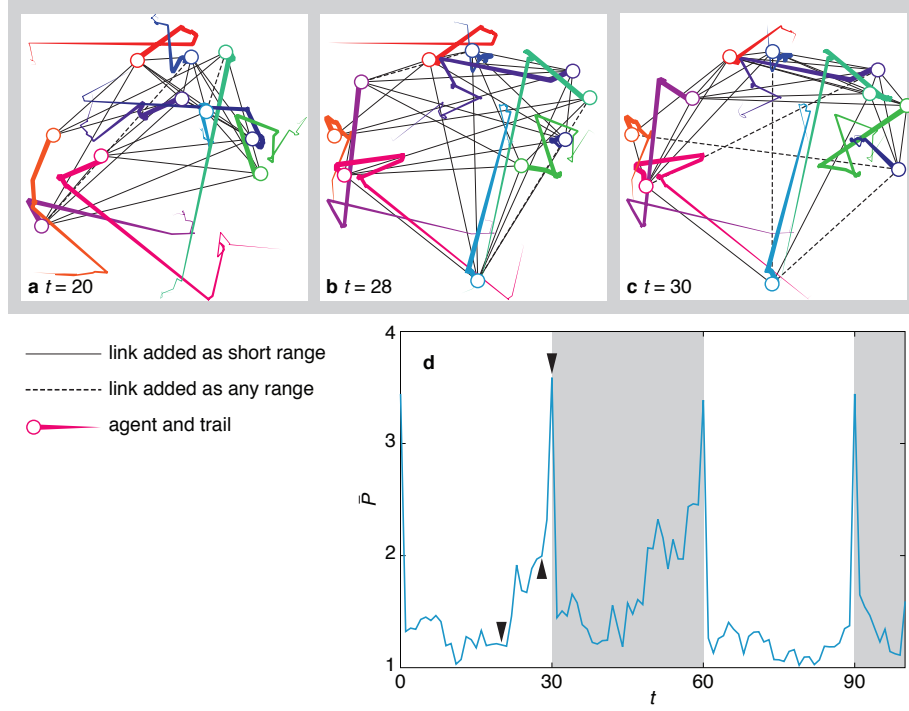 a t = 20
b t = 28
c t = 30
link added as short range
link added as any range
agent and trail
d
4
3
2
1
P̄
0
30
60
90
t